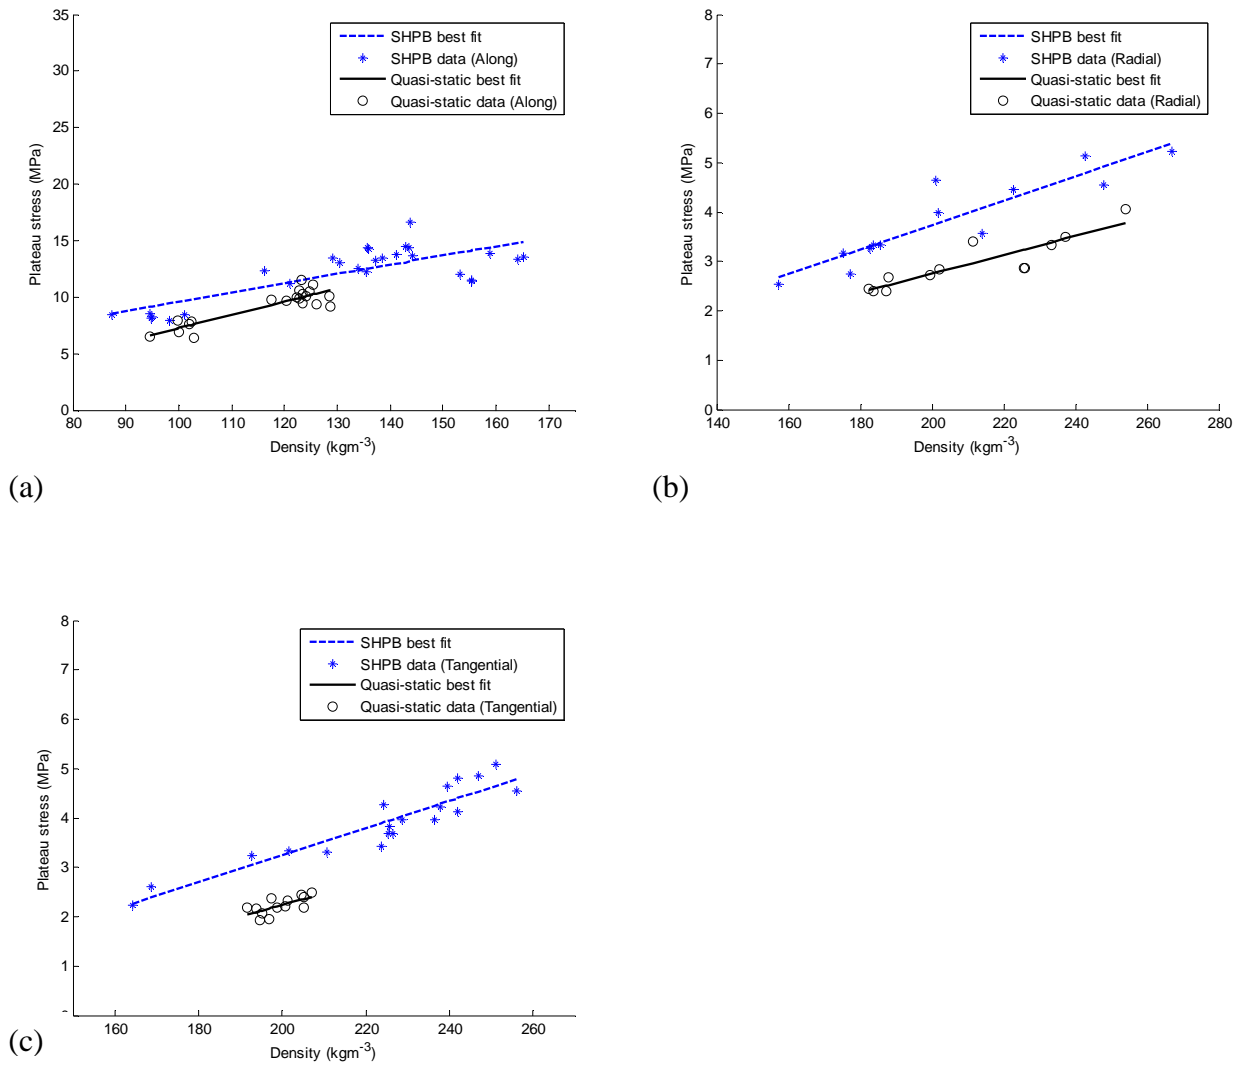 35
30
25
20
15
10
5
0
Plateau stress (MPa)
SHPB best fit
SHPB data (Along)
Quasi-static best fit
Quasi-static data (Along)
80 90 100 110 120 130 140 150 160 170
Density (kgm-3)
(a)
8
7
6
5
4
3
2
1
0
Plateau stress (MPa)
SHPB best fit
SHPB data (Radial)
Quasi-static best fit
Quasi-static data (Radial)
140 160 180 200 220 240 260 280
Density (kgm-3)
(b)
8
7
6
5
4
3
2
1
Plateau stress (MPa)
SHPB best fit
SHPB data (Tangential)
Quasi-static best fit
Quasi-static data (Tangential)
160 180 200 220 240 260
Density (kgm-3)
(c)